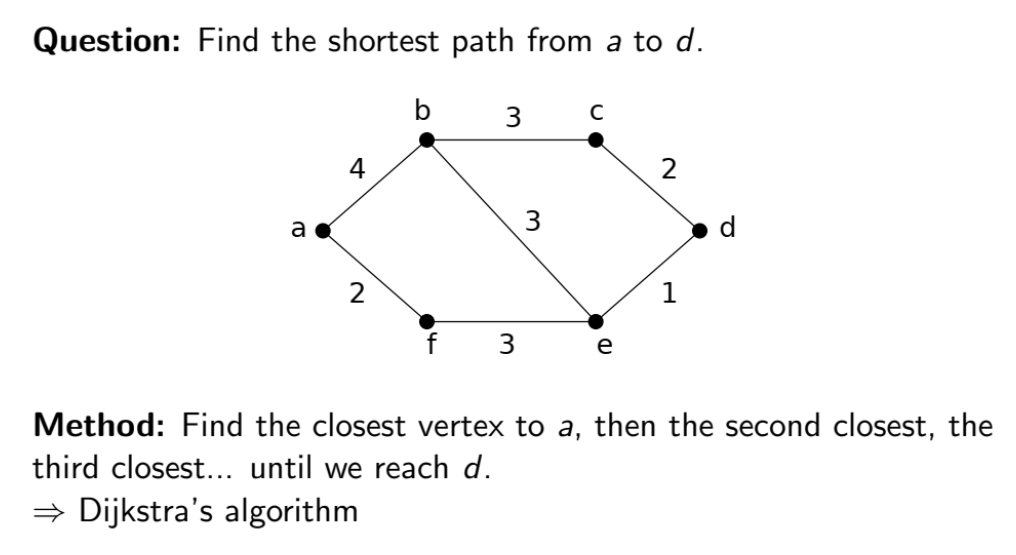 Question: Find the shortest path from a to d.
b 3 c
4 2
a 3 d
2 1
f 3 e
Method: Find the closest vertex to a, then the second closest, the
third closest... until we reach d.
⇒ Dijkstra's algorithm